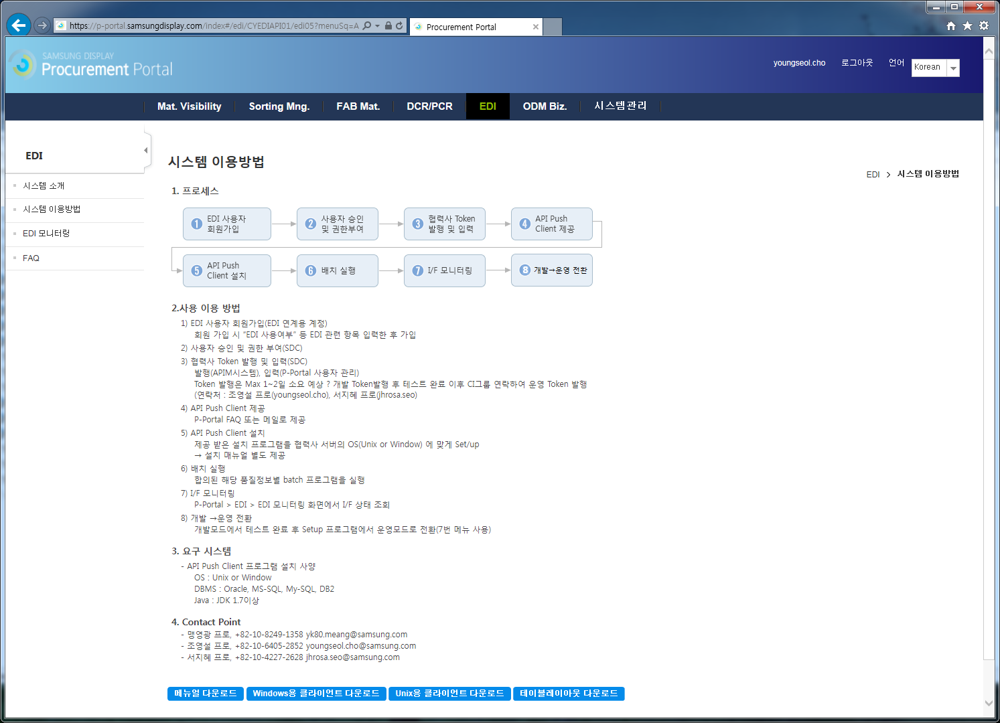 https://p-portal.samsungdisplay.com/index#/edi/CYEDIAPI01/edi05?menuSq=A
Procurement Portal
SAMSUNG DISPLAY
Procurement Portal
youngseol.cho 로그아웃 언어 Korean
Mat. Visibility Sorting Mng. FAB Mat. DCR/PCR EDI ODM Biz. 시스템관리
EDI
시스템 소개
시스템 이용방법
EDI 모니터링
FAQ
시스템 이용방법
EDI > 시스템 이용방법
1. 프로세스
1 EDI 사용자
회원가입
2 사용자 승인
및 권한부여
3 협력사 Token
발행 및 입력
4 API Push
Client 제공
5 API Push
Client 설치
6 배치 실행
7 I/F 모니터링
8 개발→운영 전환
2.사용 이용 방법
1) EDI 사용자 회원가입(EDI 연계용 계정)
회원 가입 시 “EDI 사용여부” 등 EDI 관련 항목 입력한 후 가입
2) 사용자 승인 및 권한 부여(SDC)
3) 협력사 Token 발행 및 입력(SDC)
발행(APIM시스템), 입력(P-Portal 사용자 관리)
Token 발행은 Max 1~2일 소요 예상 ? 개발 Token발행 후 테스트 완료 이후 CI그룹 연락하여 운영 Token 발행
(연락처 : 조영설 프로(youngseol.cho), 서지혜 프로(jhrosa.seo)
4) API Push Client 제공
P-Portal FAQ 또는 메일로 제공
5) API Push Client 설치
제공 받은 설치 프로그램을 협력사 서버의 OS(Unix or Window) 에 맞게 Set/up
→ 설치 매뉴얼 별도 제공
6) 배치 실행
합의된 해당 품질정보별 batch 프로그램을 실행
7) I/F 모니터링
P-Portal > EDI > EDI 모니터링 화면에서 I/F 상태 조회
8) 개발 →운영 전환
개발모드에서 테스트 완료 후 Setup 프로그램에서 운영모드로 전환(7번 메뉴 사용)
3. 요구 시스템
- API Push Client 프로그램 설치 사양
OS : Unix or Window
DBMS : Oracle, MS-SQL, My-SQL, DB2
Java : JDK 1.7이상
4. Contact Point
- 맹영광 프로, +82-10-8249-1358 yk80.meang@samsung.com
- 조영설 프로, +82-10-6405-2852 youngseol.cho@samsung.com
- 서지혜 프로, +82-10-4227-2628 jhrosa.seo@samsung.com
메뉴얼 다운로드 Windows용 클라이언트 다운로드 Unix용 클라이언트 다운로드 테이블레이아웃 다운로드